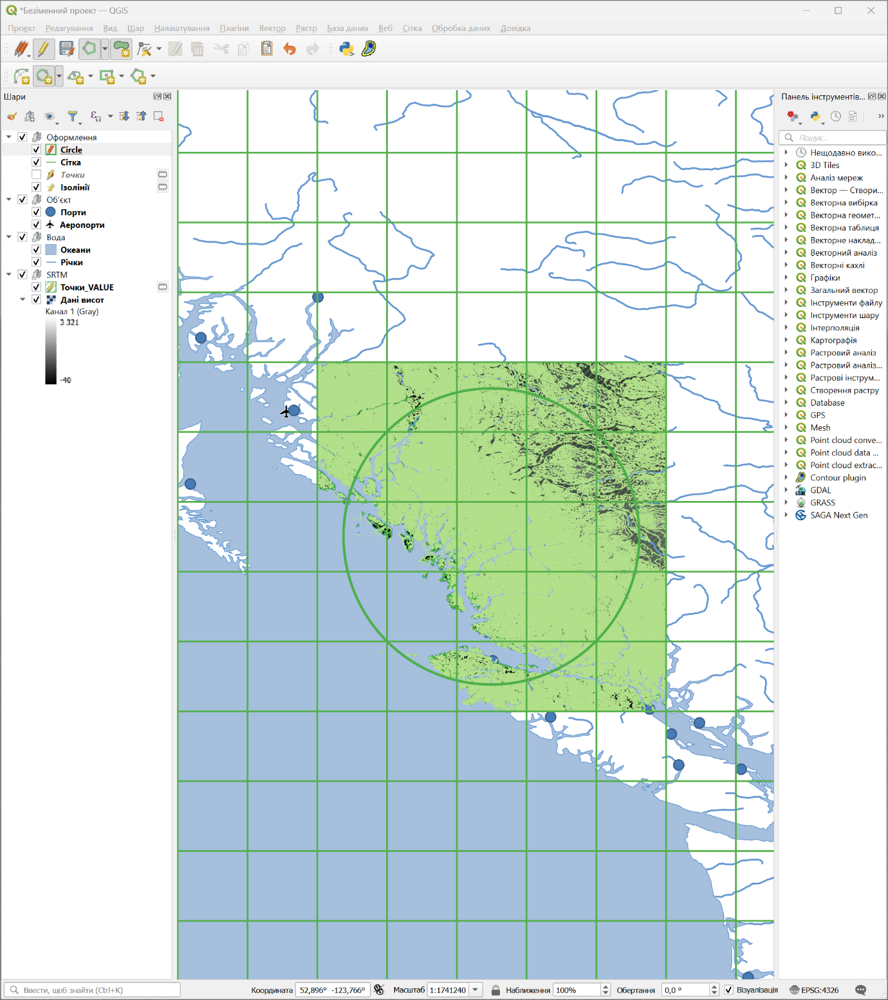 *Безіменний проект — QGIS
Проект Редагування Вид Шар Налаштування Плагіни Вектор Растр База даних Веб Сітка Обробка даних Довідка
Шари
Оформлення
Circle
Сітка
Точки
Ізолінії
Об'єкт
Порти
Аеропорти
Вода
Океани
Річки
SRTM
Точки_VALUE
Дані висот
Канал 1 (Gray)
3 321
-40
Панель інструментів...
Пошук...
Нещодавно вико...
3D Tiles
Аналіз мереж
Вектор — Створи...
Векторна вибірка
Векторна геомет...
Векторна таблиця
Векторне наклад...
Векторний аналіз
Векторні кахлі
Графіки
Загальний вектор
Інструменти файлу
Інструменти шару
Інтерполяція
Картографія
Растровий аналіз
Растровий аналіз...
Растрові інструм...
Створення растру
Database
GPS
Mesh
Point cloud conve...
Point cloud data ...
Point cloud extrac...
Contour plugin
GDAL
GRASS
SAGA Next Gen
Ввести, щоб знайти (Ctrl+K) Координата 52,896° -123,766° Масштаб 1:1741240 Наближення 100% Обертання 0,0 ° Візуалізація EPSG:4326